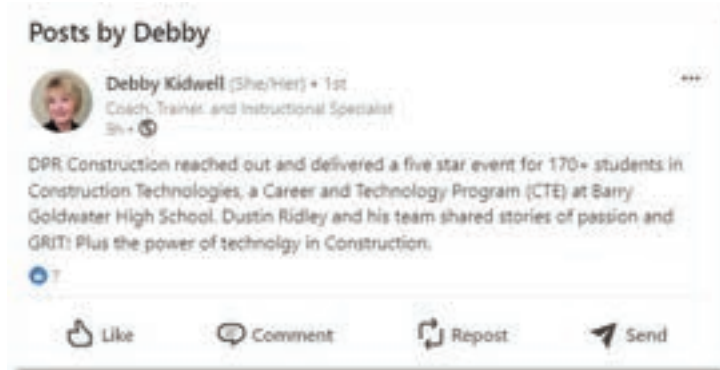 Posts by Debby
Debby Kidwell (She/Her) • 1st
Coach, Trainer, and Instructional Specialist
9h •
DPR Construction reached out and delivered a five star event for 170+ students in
Construction Technologies, a Career and Technology Program (CTE) at Barry
Goldwater High School. Dustin Ridley and his team shared stories of passion and
GRIT! Plus the power of technolgy in Construction.
7
Like Comment Repost Send